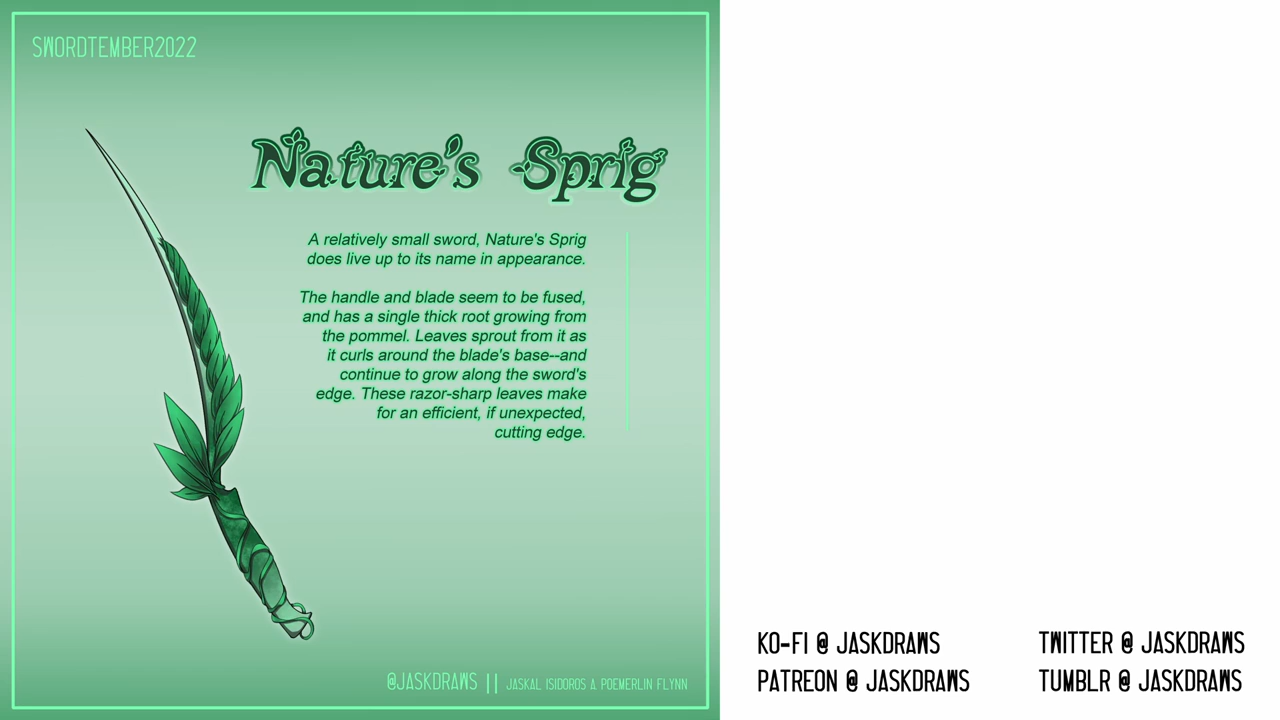 SWORDTEMBER2022
Nature's Sprig
A relatively small sword, Nature's Sprig
does live up to its name in appearance.
The handle and blade seem to be fused,
and has a single thick root growing from
the pommel. Leaves sprout from it as
it curls around the blade's base--and
continue to grow along the sword's
edge. These razor-sharp leaves make
for an efficient, if unexpected,
cutting edge.
@JASKDRAWS || JASKAL ISIDOROS A POEMERLIN FLYNN
KO-FI @ JASKDRAWS
TWITTER @ JASKDRAWS
PATREON @ JASKDRAWS
TUMBLR @ JASKDRAWS